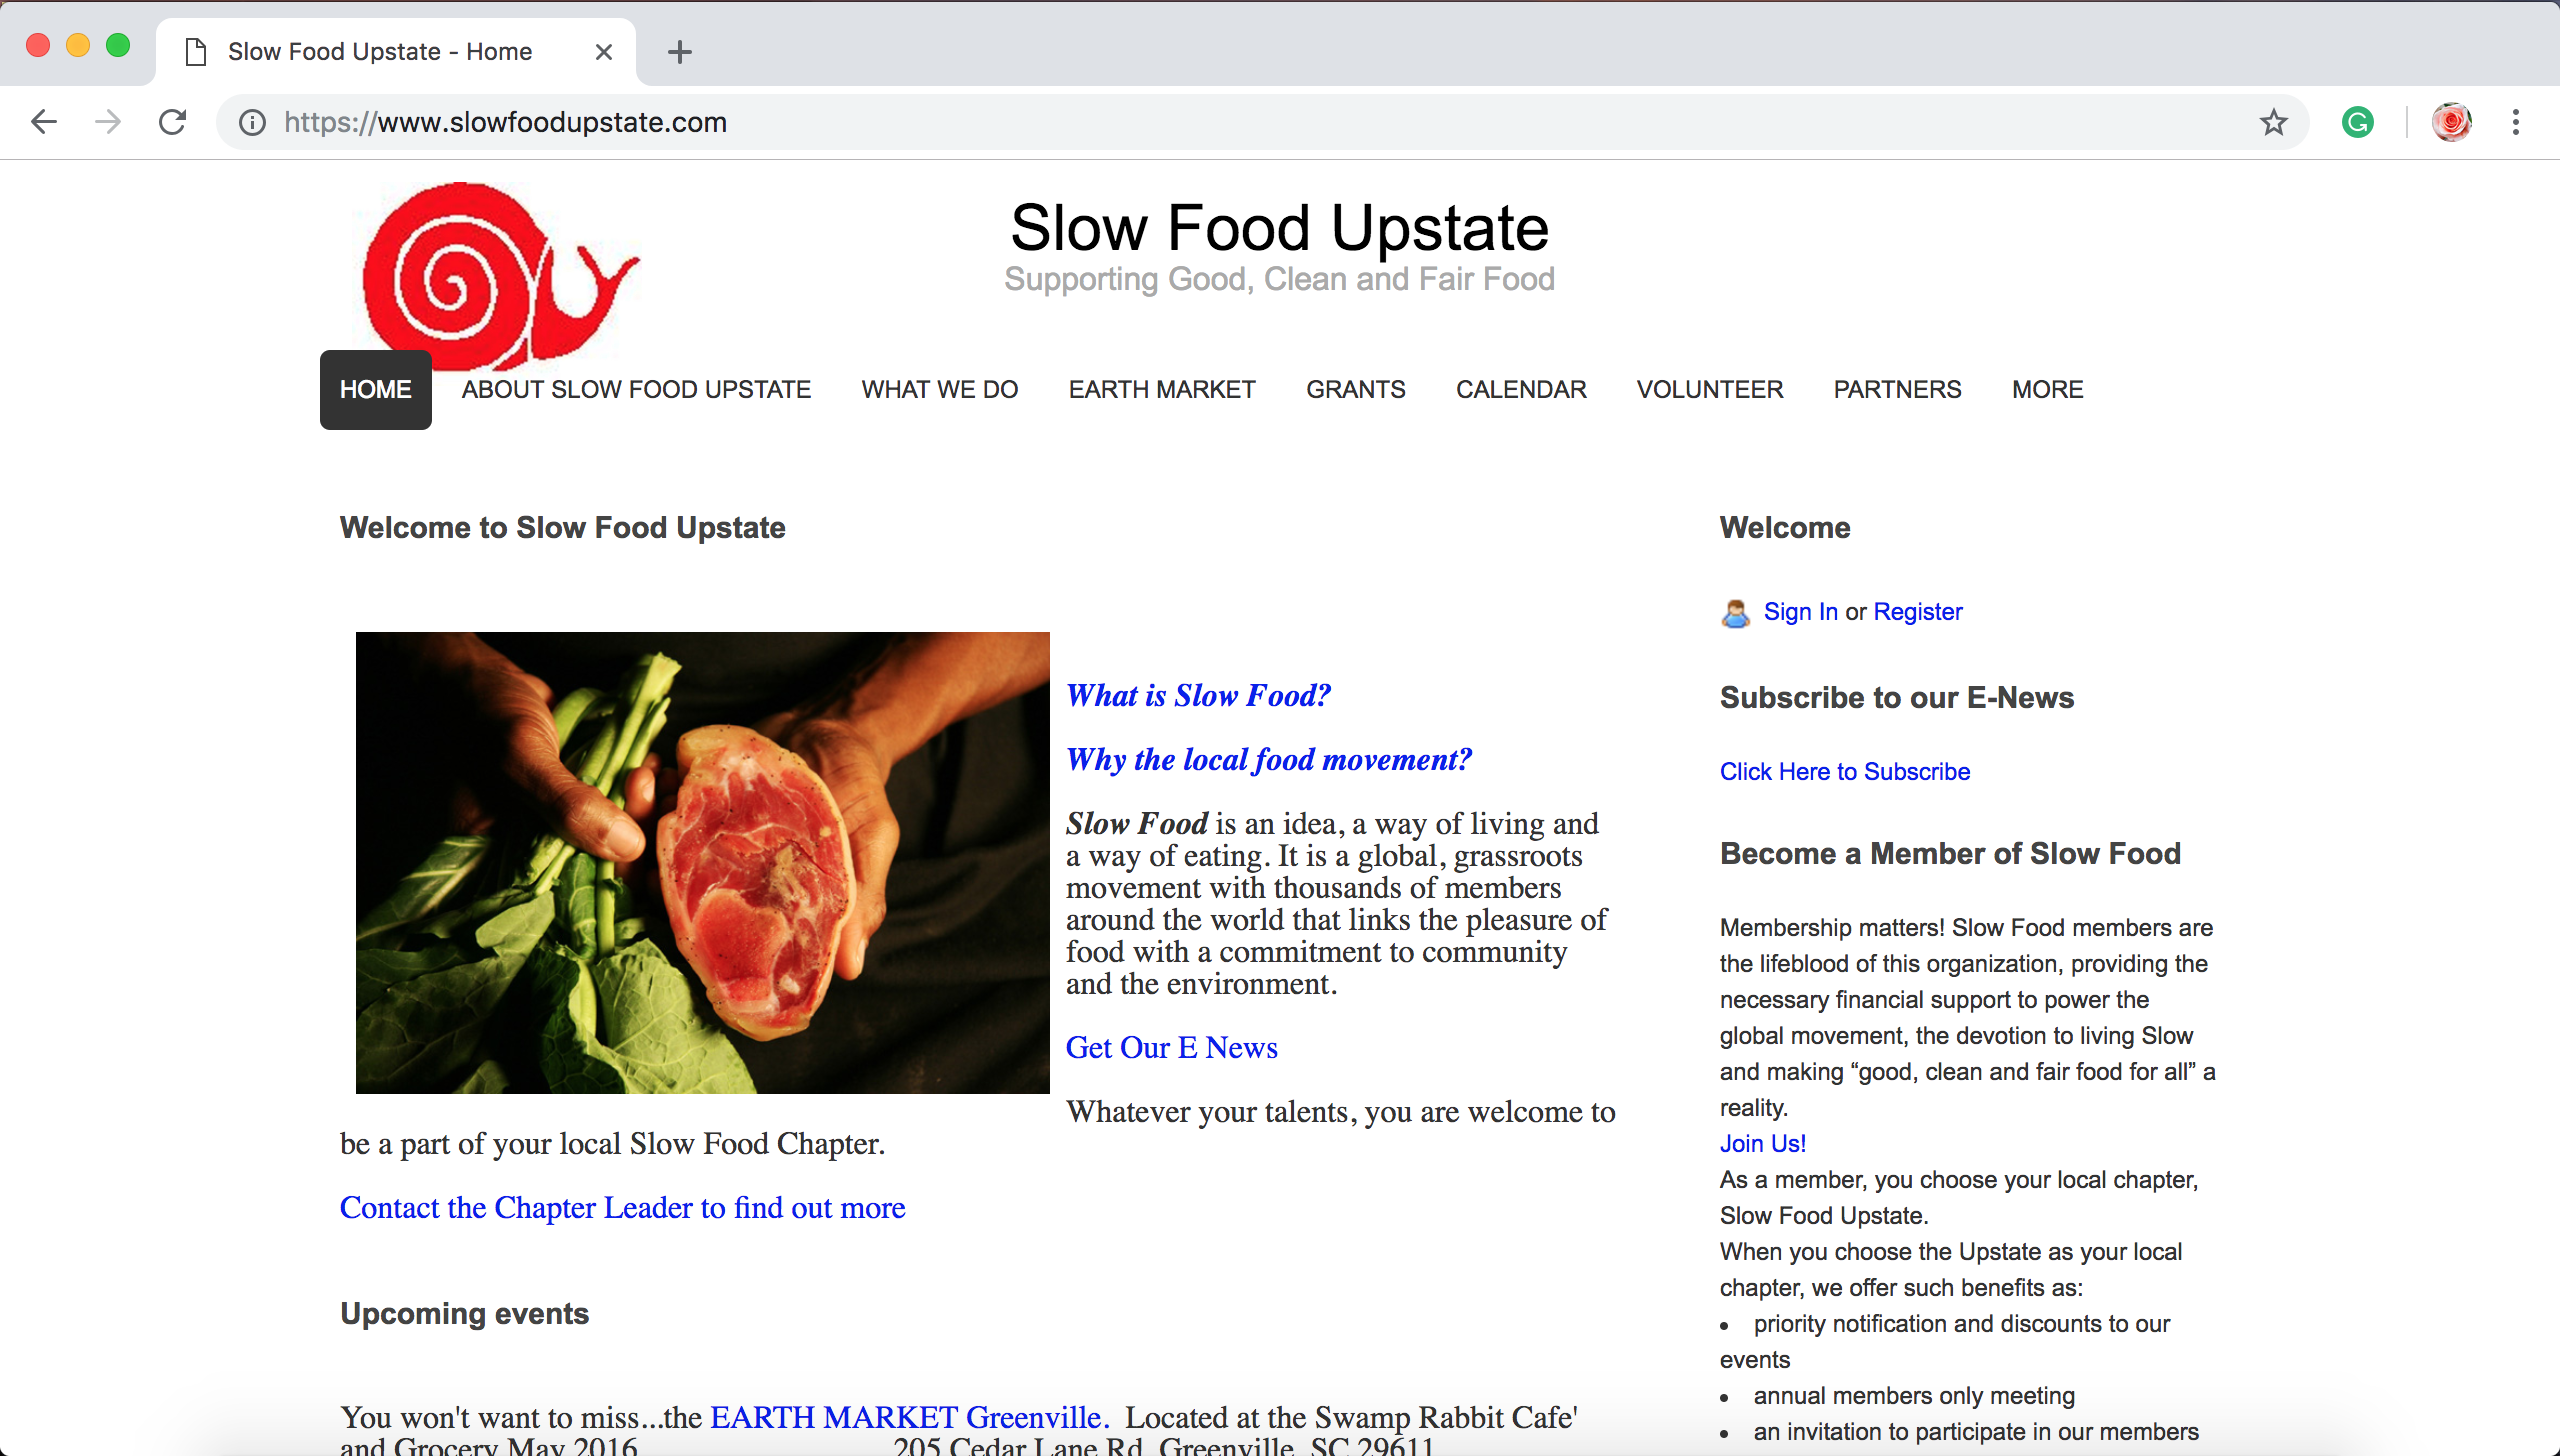 Slow Food Upstate - Home
https://www.slowfoodupstate.com
Slow Food Upstate
Supporting Good, Clean and Fair Food
HOME ABOUT SLOW FOOD UPSTATE WHAT WE DO EARTH MARKET GRANTS CALENDAR VOLUNTEER PARTNERS MORE
Welcome to Slow Food Upstate
What is Slow Food?
Why the local food movement?
Slow Food is an idea, a way of living and
a way of eating. It is a global, grassroots
movement with thousands of members
around the world that links the pleasure of
food with a commitment to community
and the environment.
Get Our E News
Whatever your talents, you are welcome to
be a part of your local Slow Food Chapter.
Contact the Chapter Leader to find out more
Upcoming events
You won't want to miss...the EARTH MARKET Greenville. Located at the Swamp Rabbit Cafe'
and Grocery May 2016 205 Cedar Lane Rd, Greenville, SC 29611
Welcome
Sign In or Register
Subscribe to our E-News
Click Here to Subscribe
Become a Member of Slow Food
Membership matters! Slow Food members are
the lifeblood of this organization, providing the
necessary financial support to power the
global movement, the devotion to living Slow
and making “good, clean and fair food for all” a
reality.
Join Us!
As a member, you choose your local chapter,
Slow Food Upstate.
When you choose the Upstate as your local
chapter, we offer such benefits as:
• priority notification and discounts to our
events
• annual members only meeting
• an invitation to participate in our members